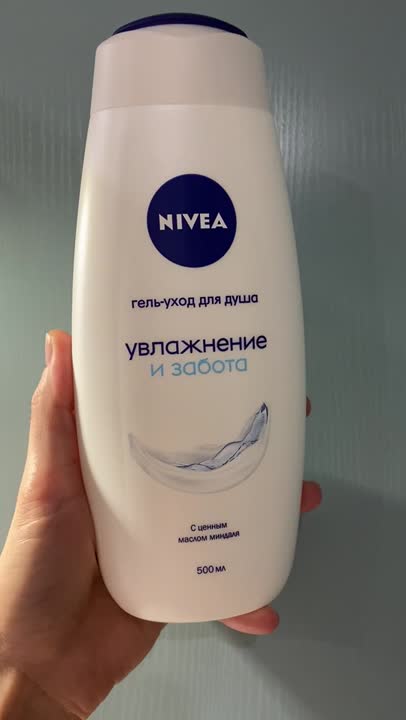 NIVEA
гель-уход для душа
увлажнение
и забота
С ценным
маслом миндаля
500 мл